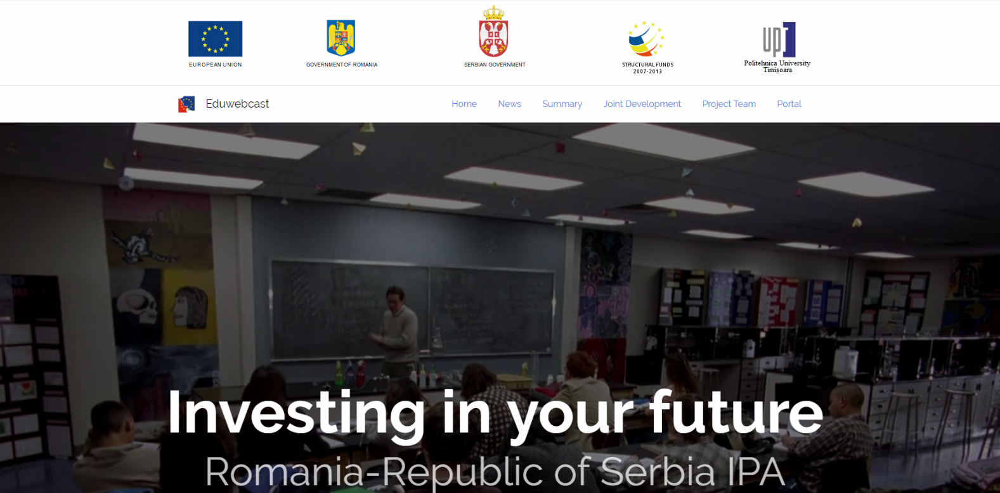 EUROPEAN UNION
GOVERNMENT OF ROMANIA
SERBIAN GOVERNMENT
STRUCTURAL FUNDS
2007-2013
upt
Politehnica University
Timișoara
Eduwebcast
Home
News
Summary
Joint Development
Project Team
Portal
Investing in your future
Romania-Republic of Serbia IPA